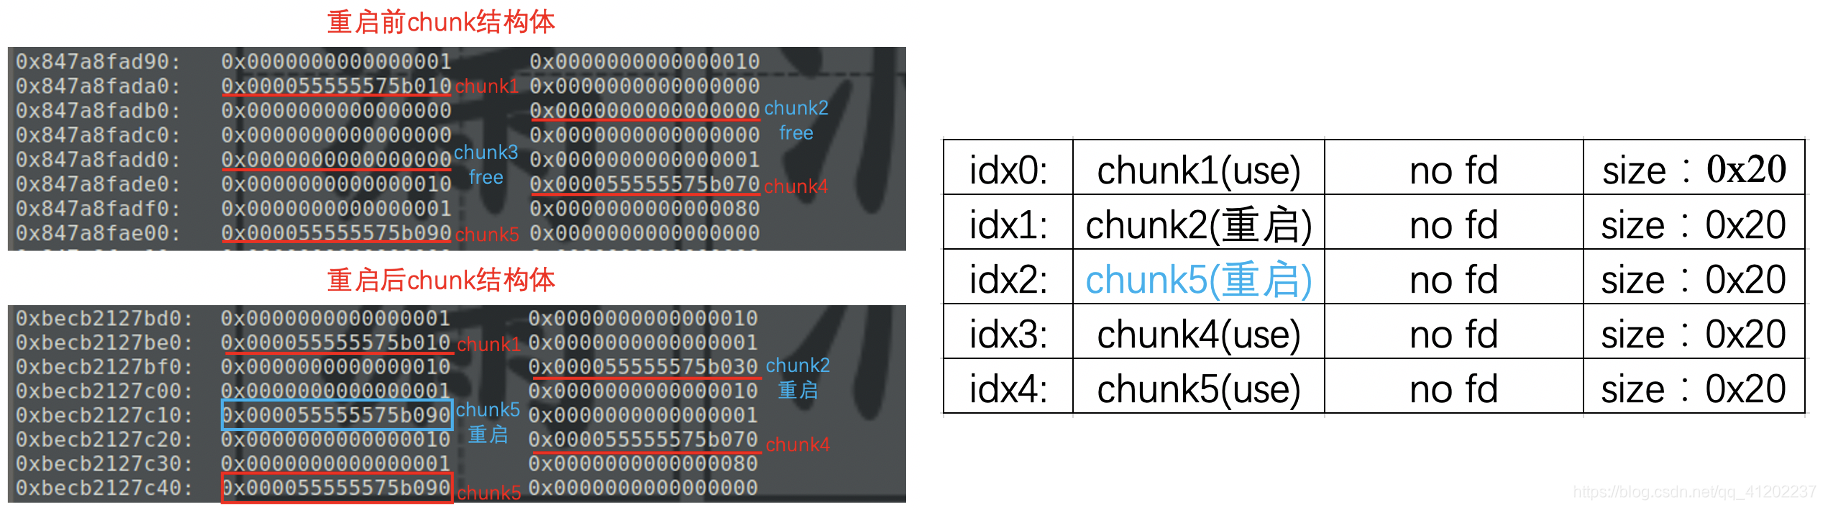 重启前chunk结构体
0x847a8fad90: 0x0000000000000001 0x0000000000000010
0x847a8fada0: 0x000055555575b010 chunk1 0x0000000000000000
0x847a8fadb0: 0x0000000000000000 0x0000000000000000 chunk2
0x847a8fadc0: 0x0000000000000000 0x0000000000000000 free
0x847a8fadd0: 0x0000000000000000 chunk3 0x0000000000000001
0x847a8fade0: 0x0000000000000010 free 0x000055555575b070 chunk4
0x847a8fadf0: 0x0000000000000001 0x0000000000000080
0x847a8fae00: 0x000055555575b090 chunk5 0x0000000000000000
重启后chunk结构体
0xbecb2127bd0: 0x0000000000000001 0x0000000000000010
0xbecb2127be0: 0x000055555575b010 chunk1 0x0000000000000001
0xbecb2127bf0: 0x0000000000000010 0x000055555575b030 chunk2
0xbecb2127c00: 0x0000000000000001 0x0000000000000010 重启
0xbecb2127c10: 0x000055555575b090 chunk5 0x0000000000000001
0xbecb2127c20: 0x0000000000000010 重启 0x000055555575b070 chunk4
0xbecb2127c30: 0x0000000000000001 0x0000000000000080
0xbecb2127c40: 0x000055555575b090 chunk5 0x0000000000000000
idx0: chunk1(use) no fd size：0x20
idx1: chunk2(重启) no fd size：0x20
idx2: chunk5(重启) no fd size：0x20
idx3: chunk4(use) no fd size：0x20
idx4: chunk5(use) no fd size：0x20
https://blog.csdn.net/qq_41202237